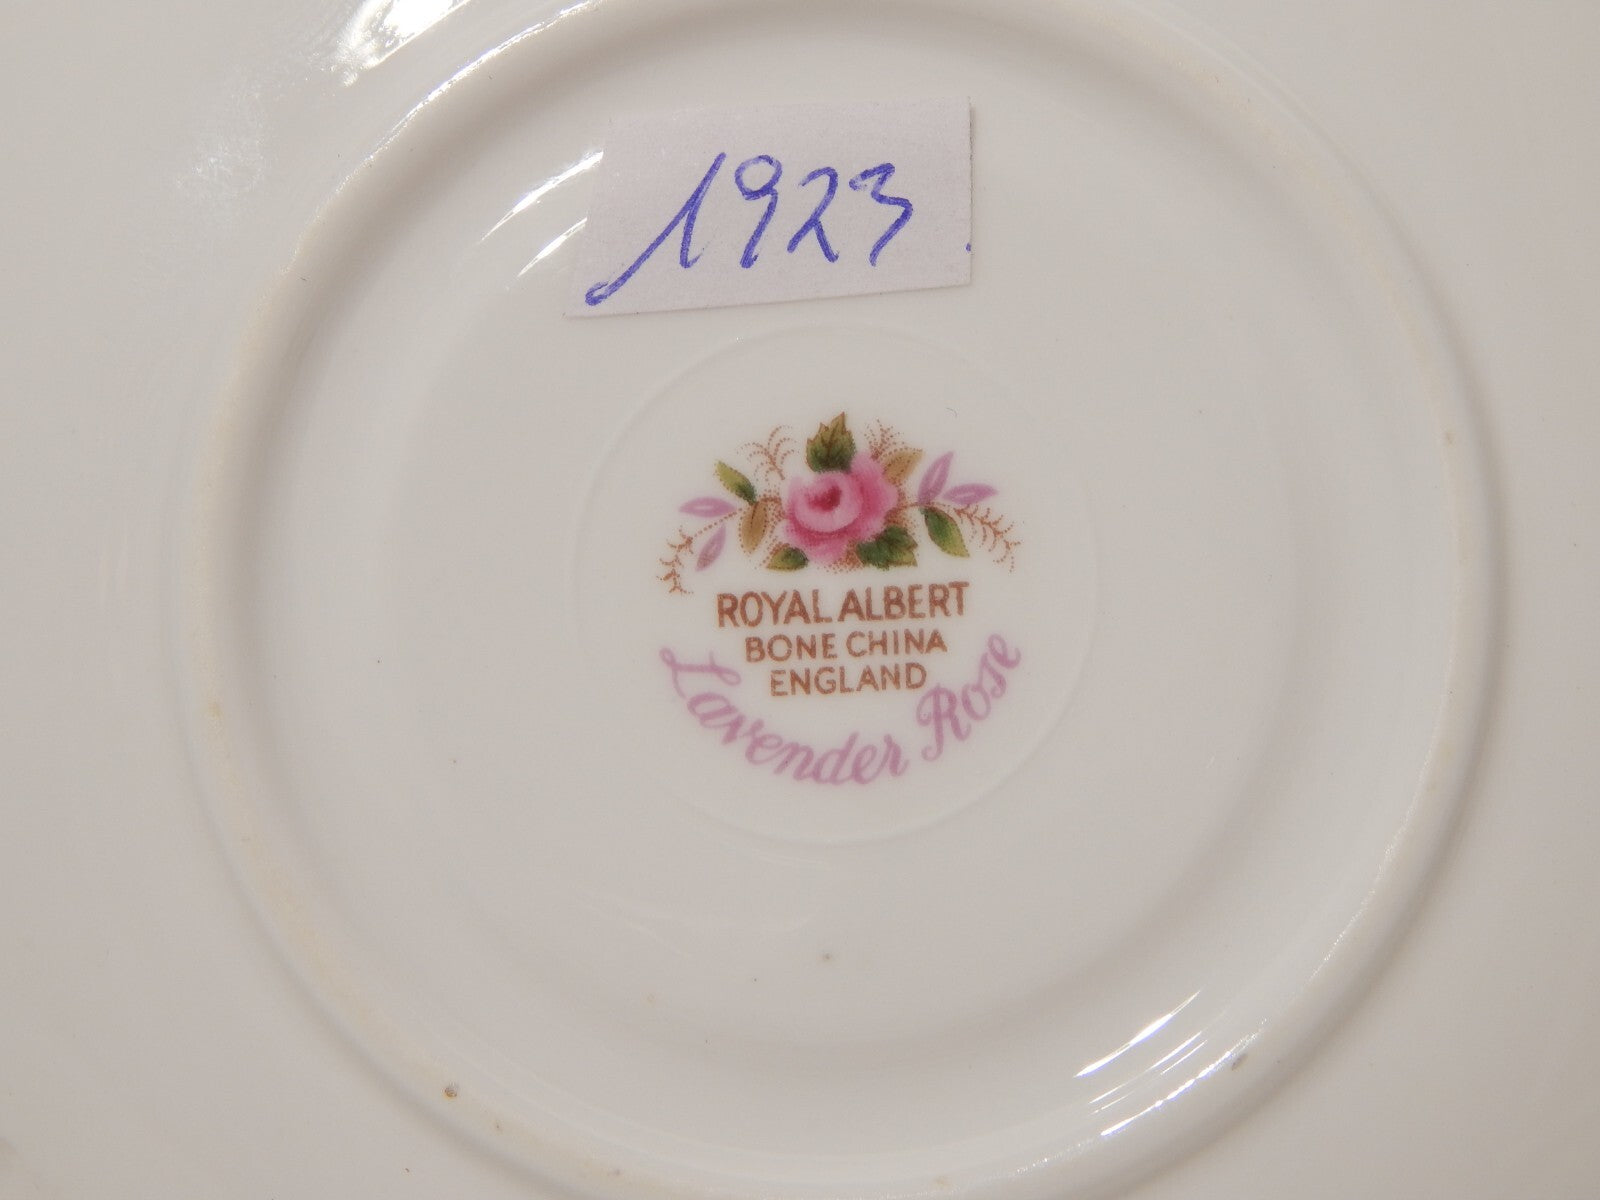 1923
ROYAL ALBERT
BONE CHINA
ENGLAND
Lavender Rose